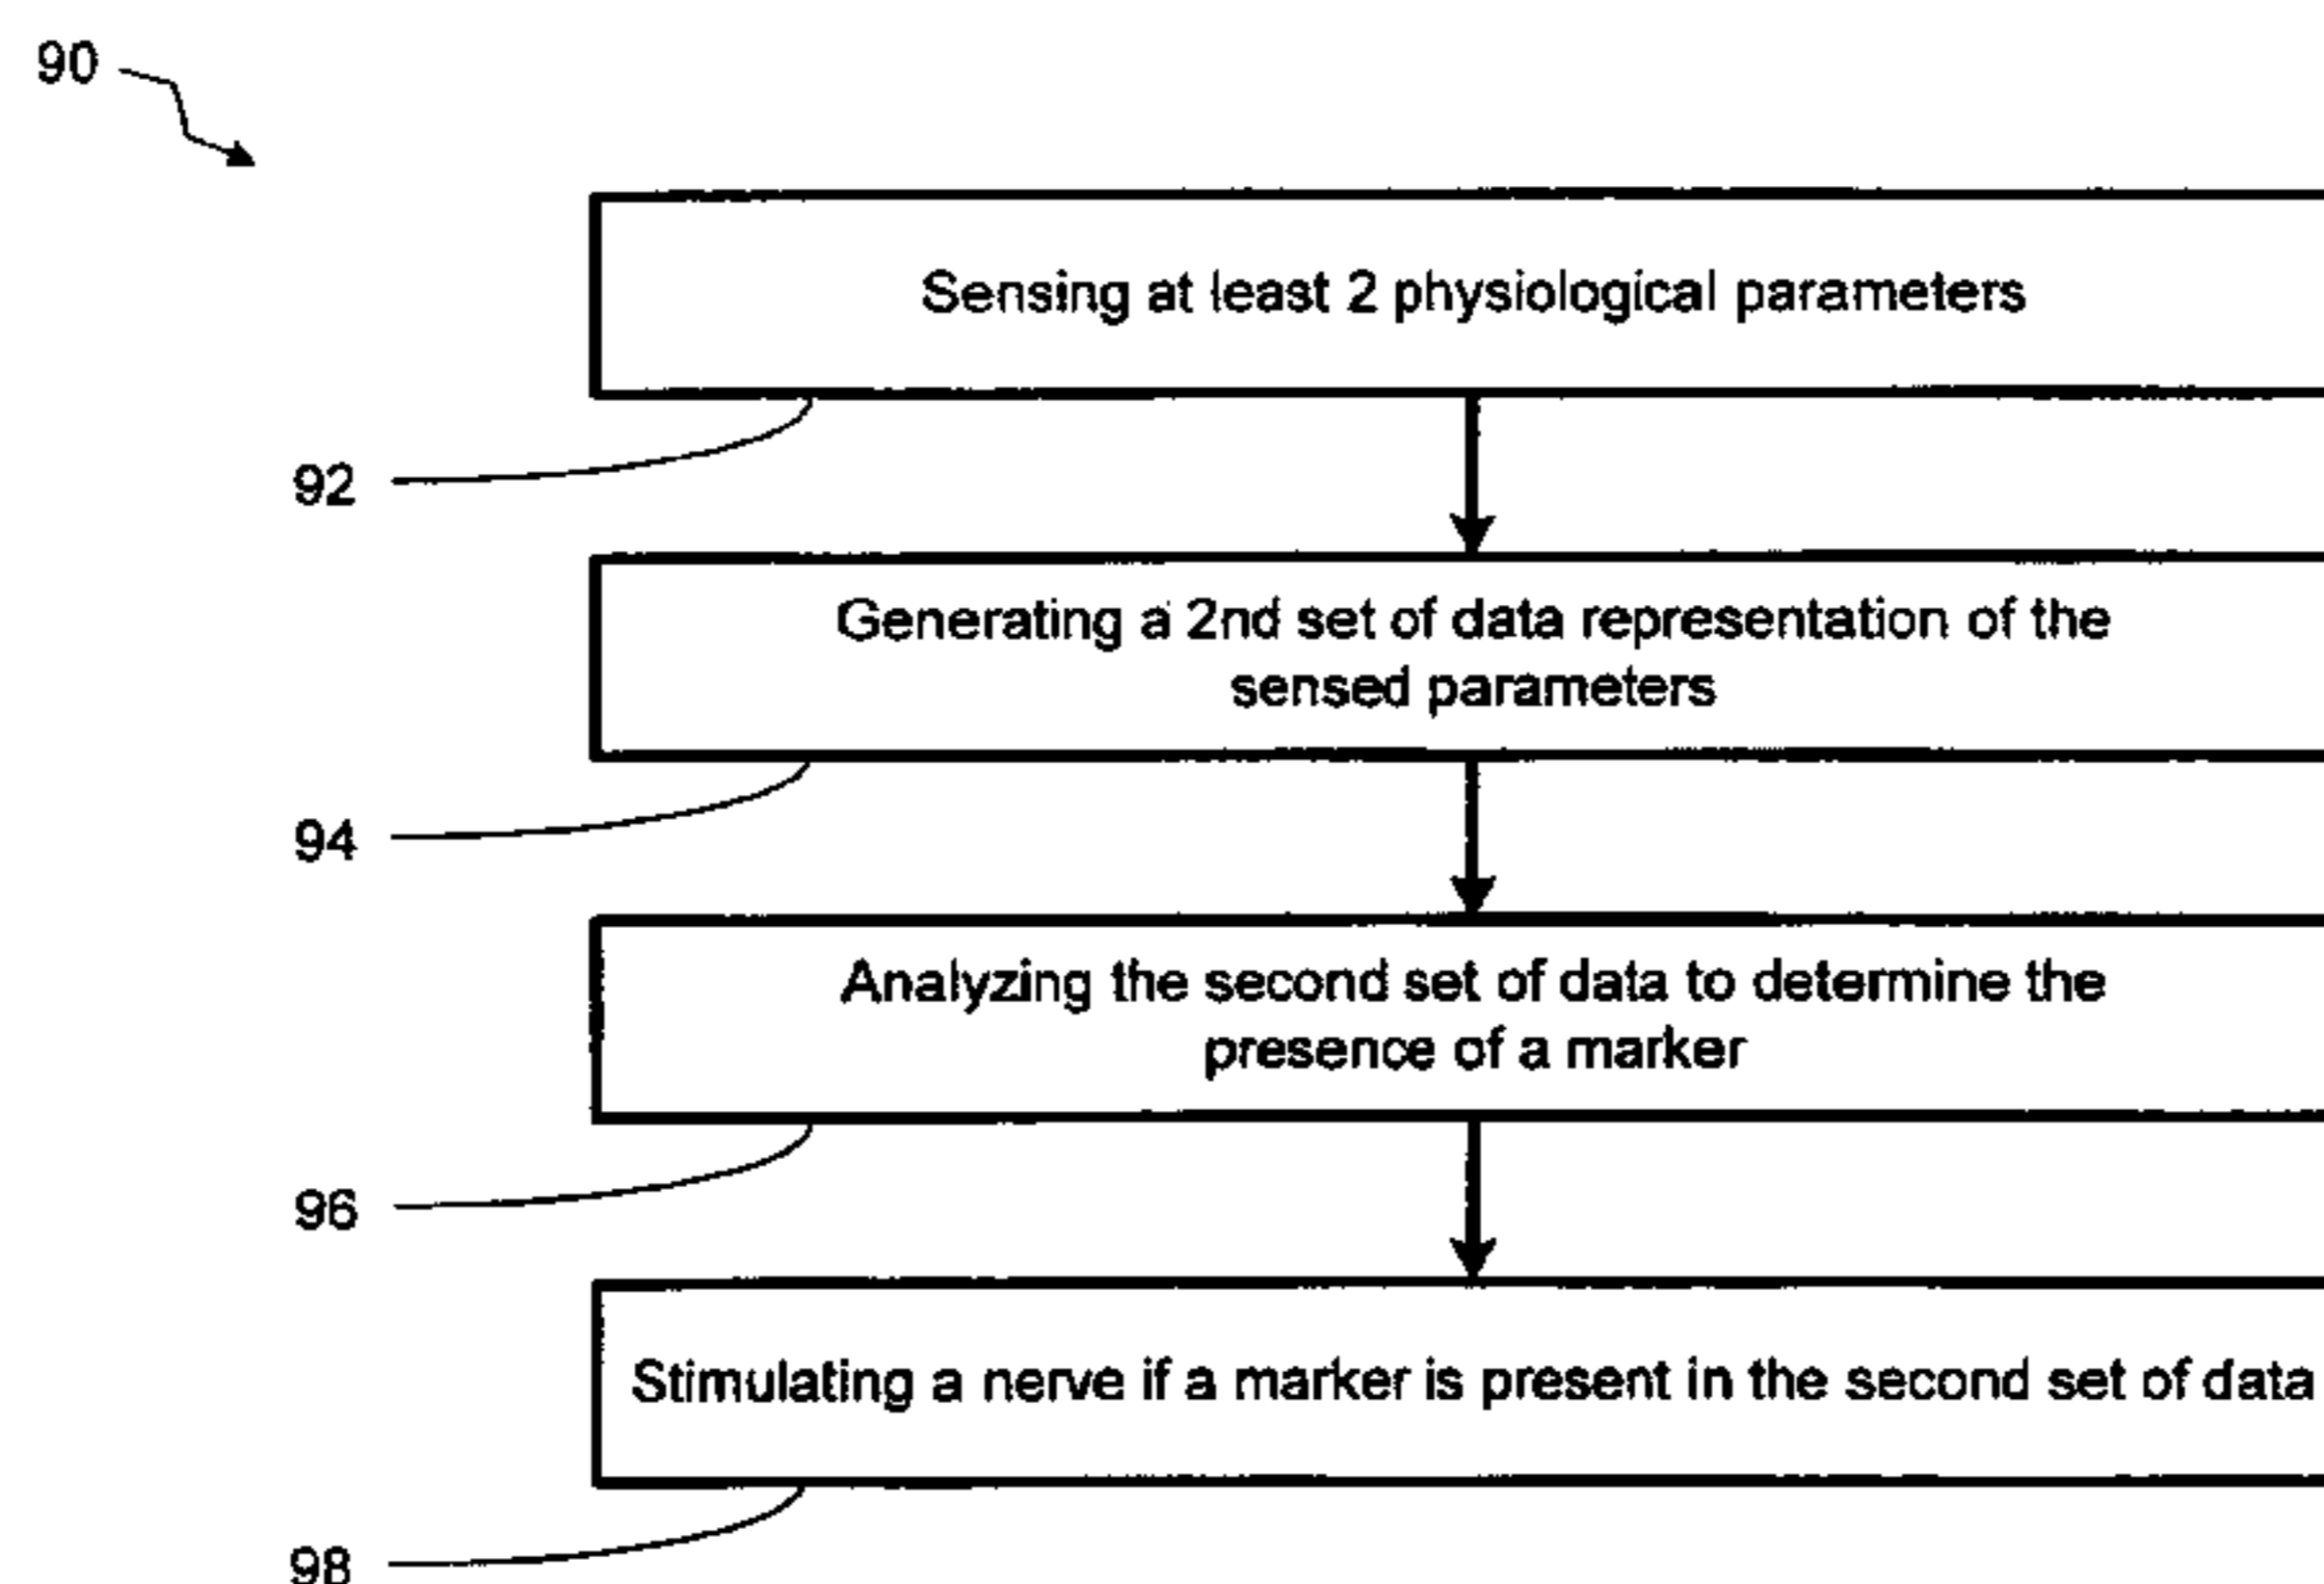 90
Sensing at least 2 physiological parameters
92
Generating a 2nd set of data representation of the
sensed parameters
94
Analyzing the second set of data to determine the
presence of a marker
96
Stimulating a nerve if a marker is present in the second set of data
98